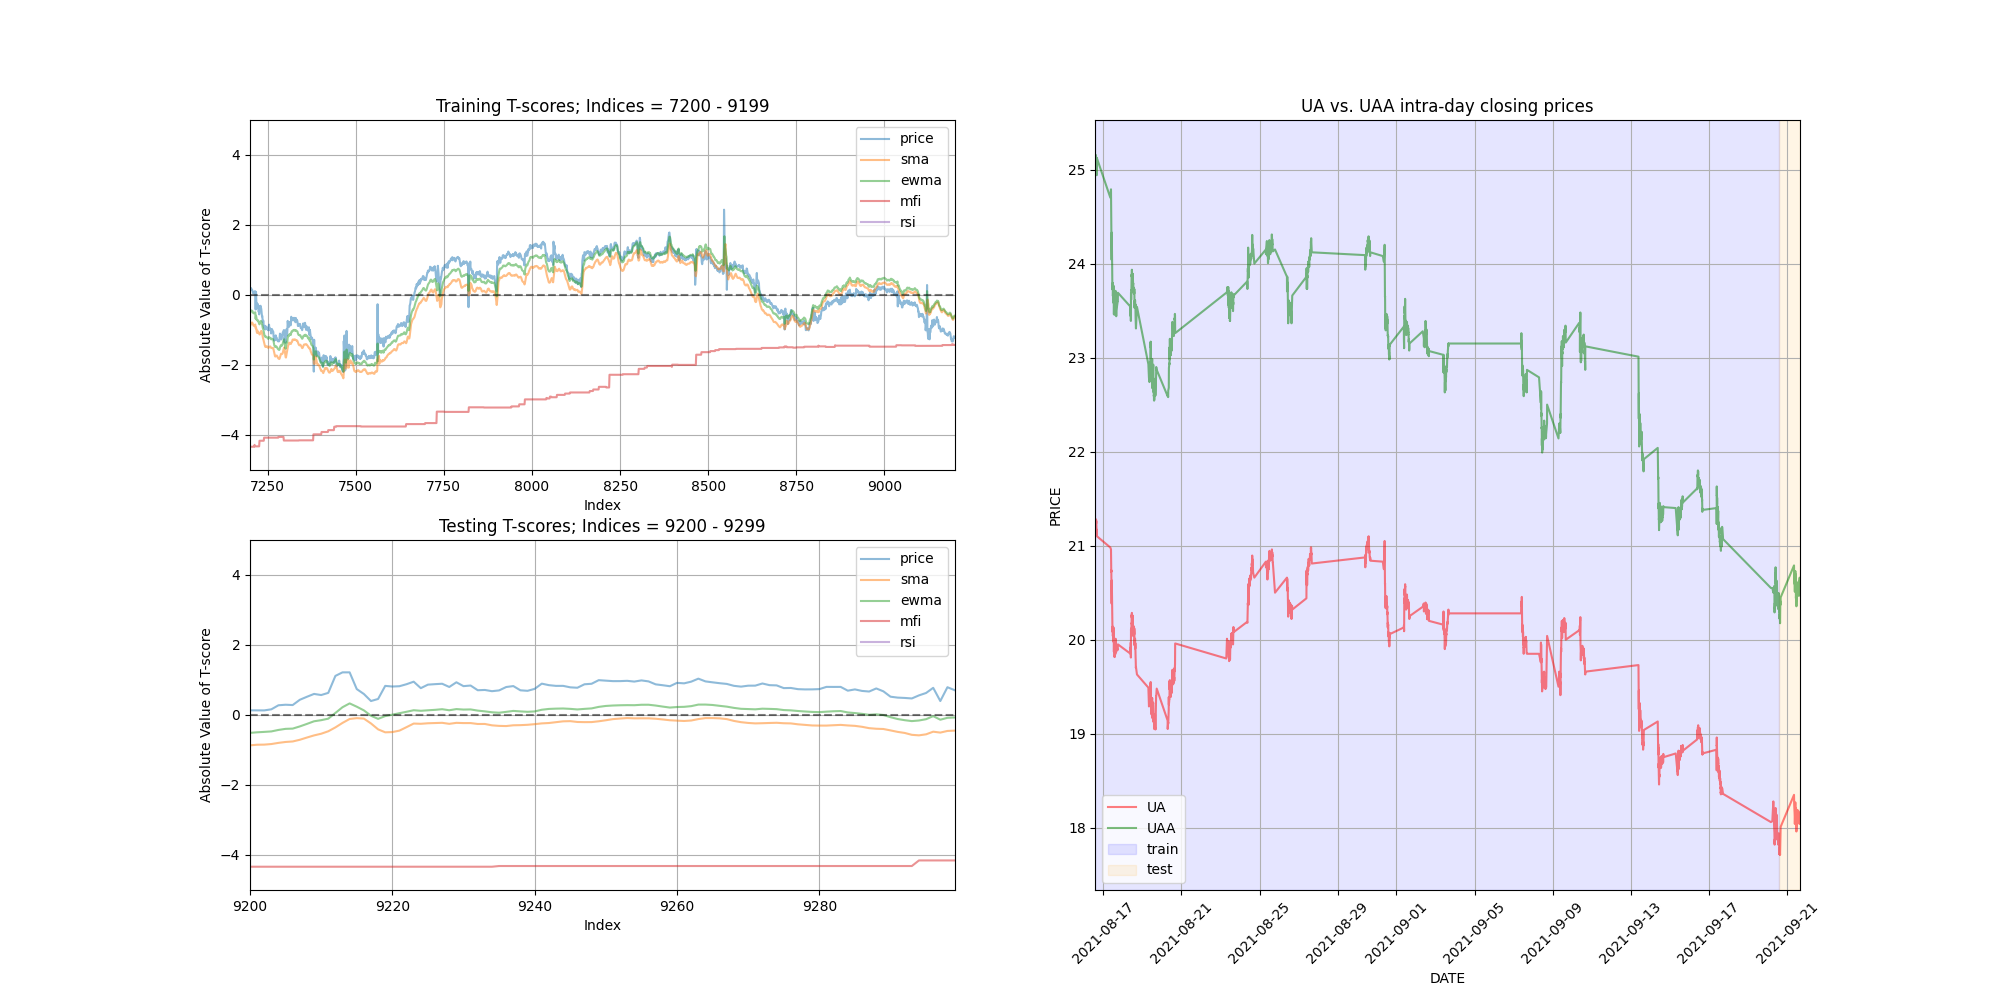 Training T-scores; Indices = 7200 - 9199
Absolute Value of T-score
4
2
0
−2
−4
price
sma
ewma
mfi
rsi
7250 7500 7750 8000 8250 8500 8750 9000
Index
Testing T-scores; Indices = 9200 - 9299
Absolute Value of T-score
4
2
0
−2
−4
price
sma
ewma
mfi
rsi
9200 9220 9240 9260 9280
Index
UA vs. UAA intra-day closing prices
PRICE
25
24
23
22
21
20
19
18
UA
UAA
train
test
2021-08-17 2021-08-21 2021-08-25 2021-08-29 2021-09-01 2021-09-05 2021-09-09 2021-09-13 2021-09-17 2021-09-21
DATE